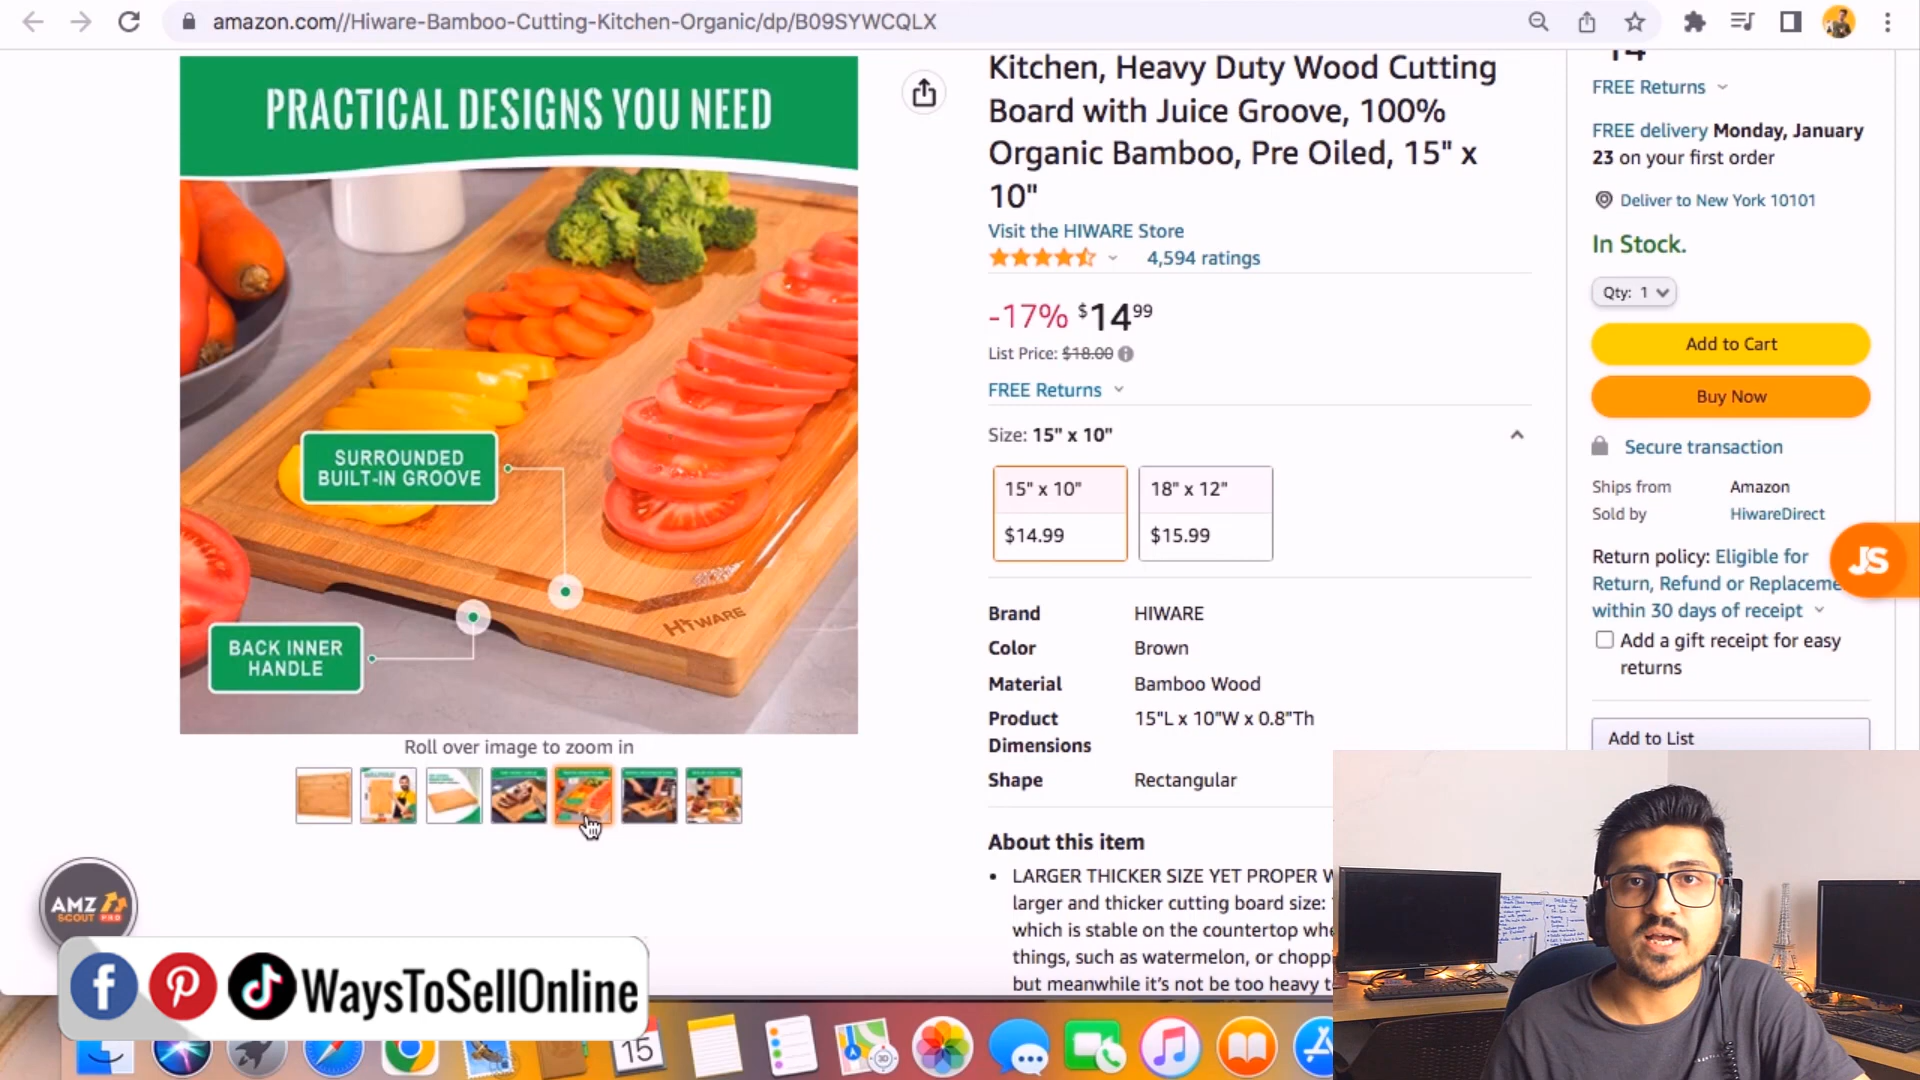 amazon.com//Hiware-Bamboo-Cutting-Kitchen-Organic/dp/B09SYWCQLX
PRACTICAL DESIGNS YOU NEED
SURROUNDED
BUILT-IN GROOVE
BACK INNER
HANDLE
HIWARE
Roll over image to zoom in
Kitchen, Heavy Duty Wood Cutting
Board with Juice Groove, 100%
Organic Bamboo, Pre Oiled, 15" x
10"
Visit the HIWARE Store
4,594 ratings
-17% $14 99
List Price: $18.00
FREE Returns
Size: 15" x 10"
15" x 10"
$14.99
18" x 12"
$15.99
Brand HIWARE
Color Brown
Material Bamboo Wood
Product Dimensions 15"L x 10"W x 0.8"Th
Shape Rectangular
About this item
• LARGER THICKER SIZE YET PROPER W
larger and thicker cutting board size:
which is stable on the countertop whe
things, such as watermelon, or chopp
but meanwhile it's not be too heavy t
14
FREE Returns
FREE delivery Monday, January
23 on your first order
Deliver to New York 10101
In Stock.
Qty: 1
Add to Cart
Buy Now
Secure transaction
Ships from Amazon
Sold by HiwareDirect
Return policy: Eligible for
Return, Refund or Replaceme
within 30 days of receipt
Add a gift receipt for easy
returns
Add to List
JS
AMZ
SCOUT PRO
WaysToSellOnline
15